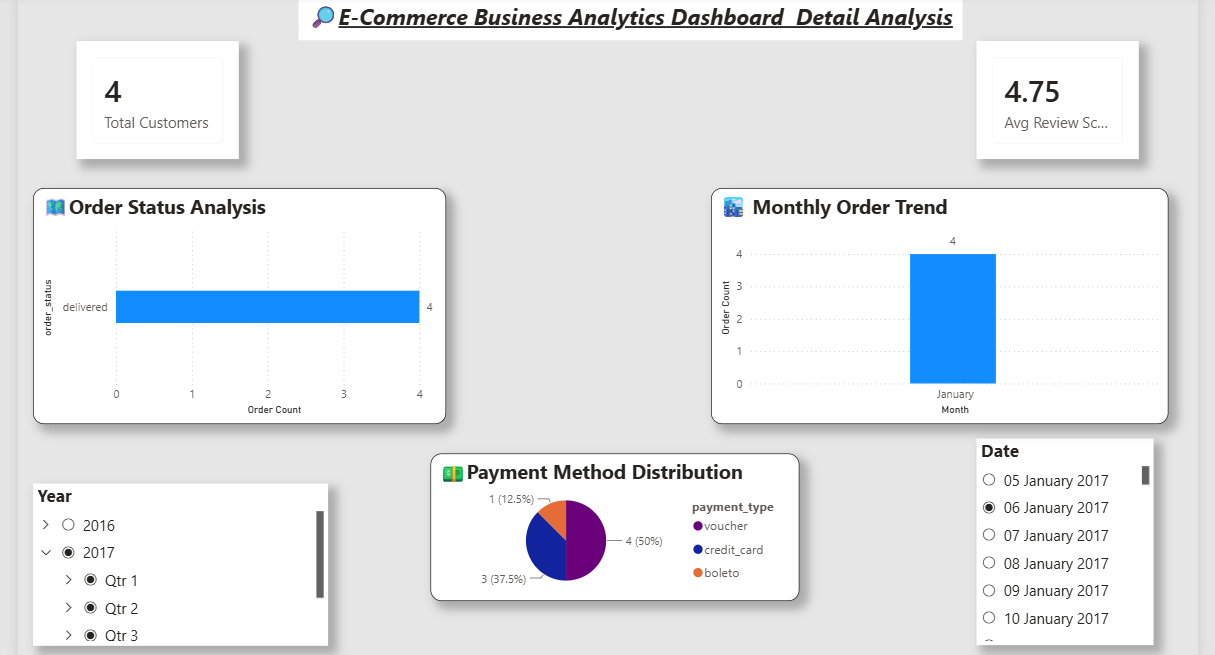 E-Commerce Business Analytics Dashboard Detail Analysis
4
Total Customers
4.75
Avg Review Sc...
Order Status Analysis
order_status
delivered
4
0 1 2 3 4
Order Count
Monthly Order Trend
Order Count
4
4
3
2
1
0
January
Month
Payment Method Distribution
1 (12.5%)
4 (50%)
3 (37.5%)
payment_type
voucher
credit_card
boleto
Year
2016
2017
Qtr 1
Qtr 2
Qtr 3
Date
05 January 2017
06 January 2017
07 January 2017
08 January 2017
09 January 2017
10 January 2017